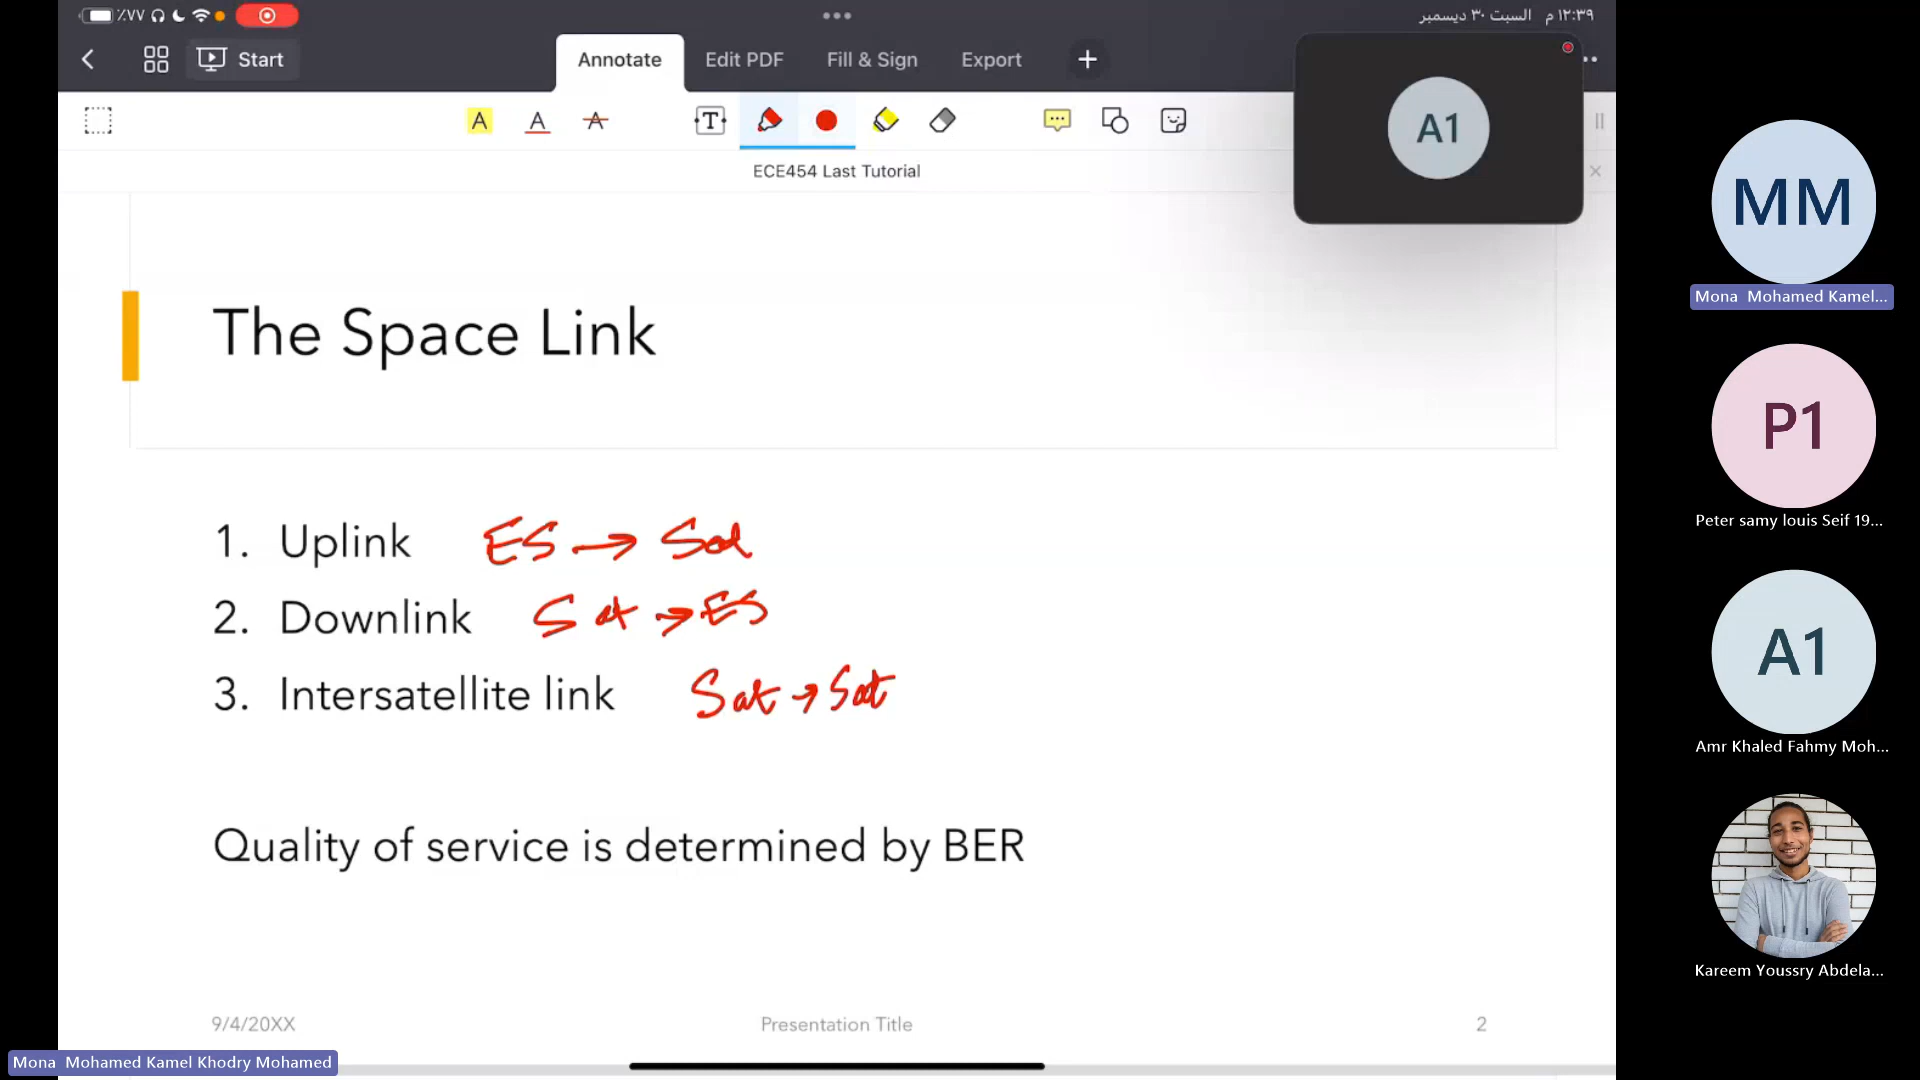 ٪٧٧
السبت ٣٠ ديسمبر ١٢:٣٩ م
Start
Annotate
Edit PDF
Fill & Sign
Export
A A A T
ECE454 Last Tutorial
A1
The Space Link
1. Uplink ES → Sat
2. Downlink Sat → ES
3. Intersatellite link Sat → Sat
Quality of service is determined by BER
9/4/20XX
Presentation Title
2
Mona Mohamed Kamel Khodry Mohamed
MM
Mona Mohamed Kamel...
P1
Peter samy louis Seif 19...
A1
Amr Khaled Fahmy Moh...
Kareem Youssry Abdela...